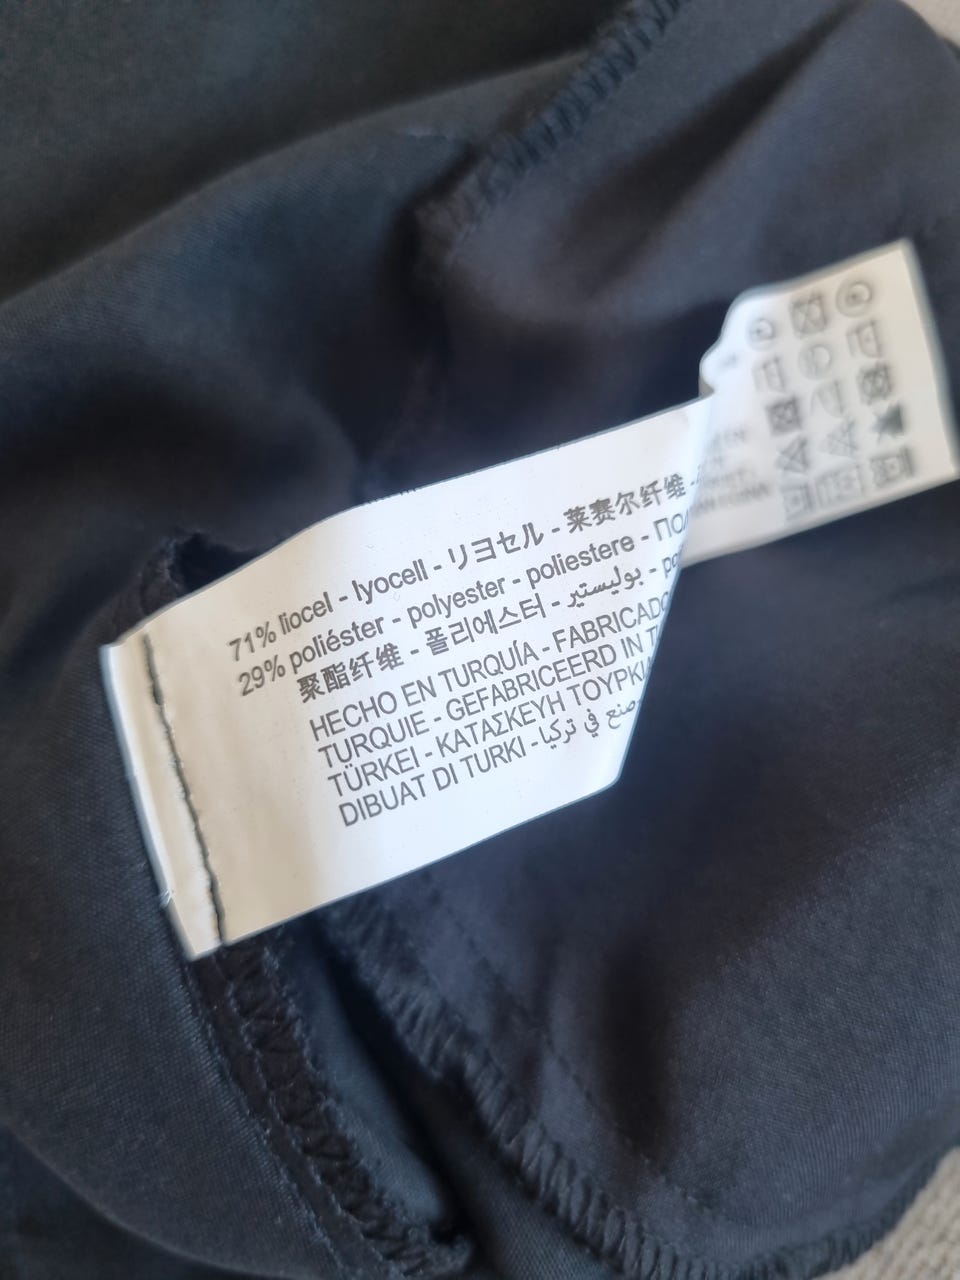 71% liocel - lyocell - リヨセル - 莱赛尔纤维 -
29% poliéster - polyester - poliestere -
聚酯纤维 - 폴리에스터 - بوليستير -
HECHO EN TURQUÍA - FABRICADO
TURQUIE - GEFABRICEERD IN
TÜRKEI - ΚΑΤΑΣΚΕΥΗ ΤΟΥΡΚΙ
DIBUAT DI TURKI - صنع في تركيا